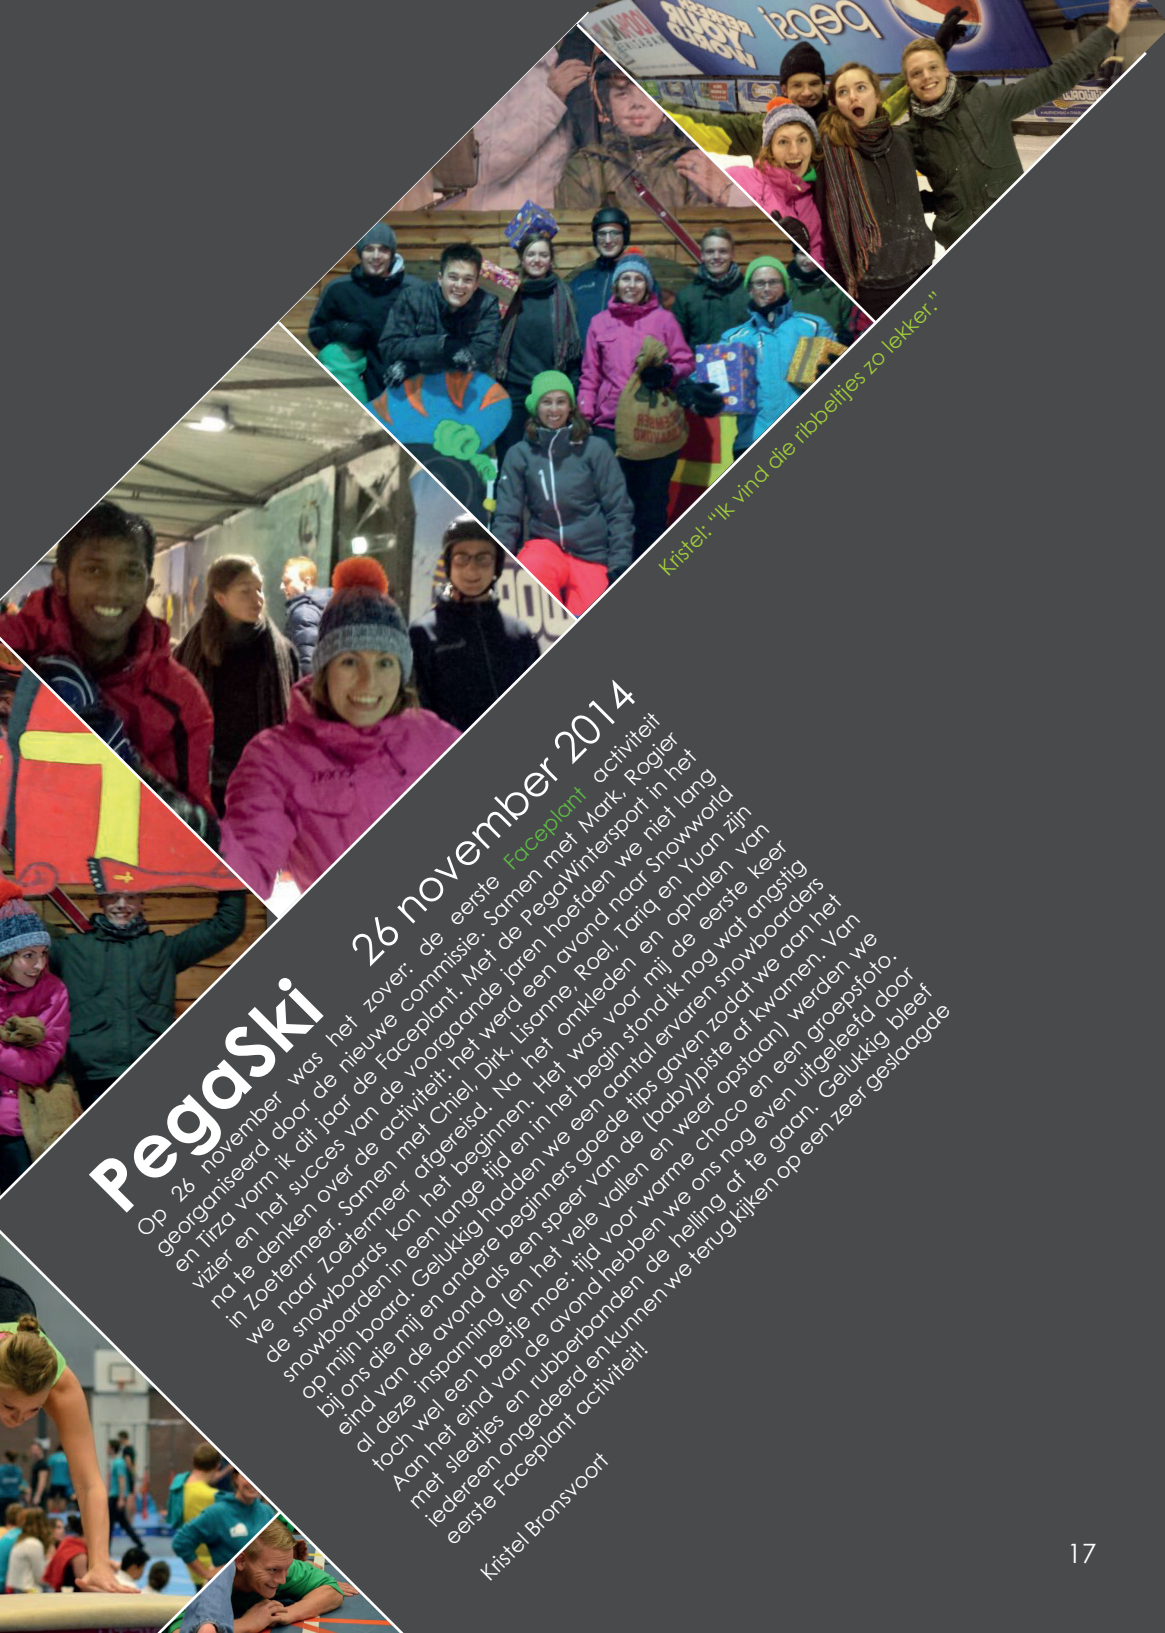 REFRESH
YOUR
WORLD
pepsi
Kristel: "Ik vind die ribbeltjes zo lekker."
PegaSki 26 november 2014
Op 26 november was het zover: de eerste Faceplant activiteit
georganiseerd door de nieuwe commissie. Samen met Mark, Rogier
en Tirza vorm ik dit jaar de Faceplant. Met de PegaWintersport in het
vizier en het succes van de voorgaande jaren hoefden we niet lang
na te denken over de activiteit: het werd een avond naar Snowworld
in Zoetermeer. Samen met Chiel, Dirk, Lisanne, Roel, Tariq en Yuan zijn
we naar Zoetermeer afgereisd. Na het omkleden en ophalen van
de snowboards kon het beginnen. Het was voor mij de eerste keer
snowboarden in een lange tijd en in het begin stond ik nog wat angstig
op mijn board. Gelukkig hadden we een aantal ervaren snowboarders
bij ons die mij en andere beginners goede tips gaven zodat we aan het
eind van de avond als een speer van de (baby)piste af kwamen. Van
al deze inspanning (en het vele vallen en weer opstaan) werden we
toch wel een beetje moe: tijd voor warme choco en een groepsfoto.
Aan het eind van de avond hebben we ons nog even uitgeleefd door
met sleetjes en rubberbanden de helling af te gaan. Gelukkig bleef
iedereen ongedeerd en kunnen we terug kijken op een zeer geslaagde
eerste Faceplant activiteit!
Kristel Bronsvoort
17